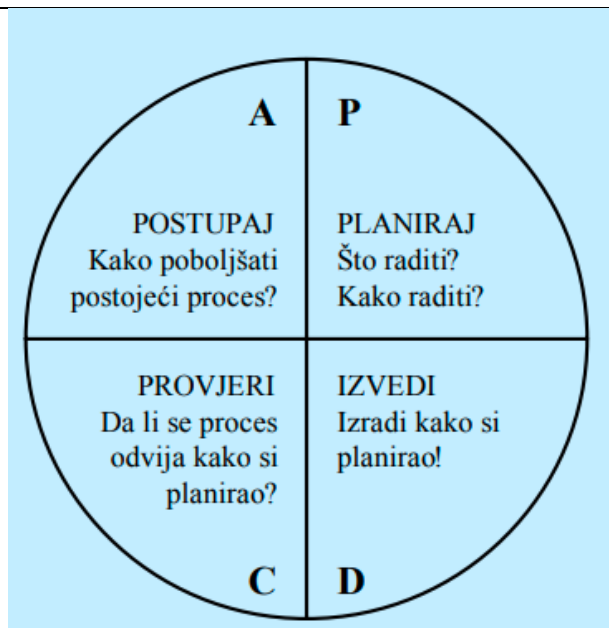 A
POSTUPAJ
Kako poboljšati
postojeći proces?
P
PLANIRAJ
Što raditi?
Kako raditi?
PROVJERI
Da li se proces
odvija kako si
planirao?
C
IZVEDI
Izradi kako si
planirao!
D